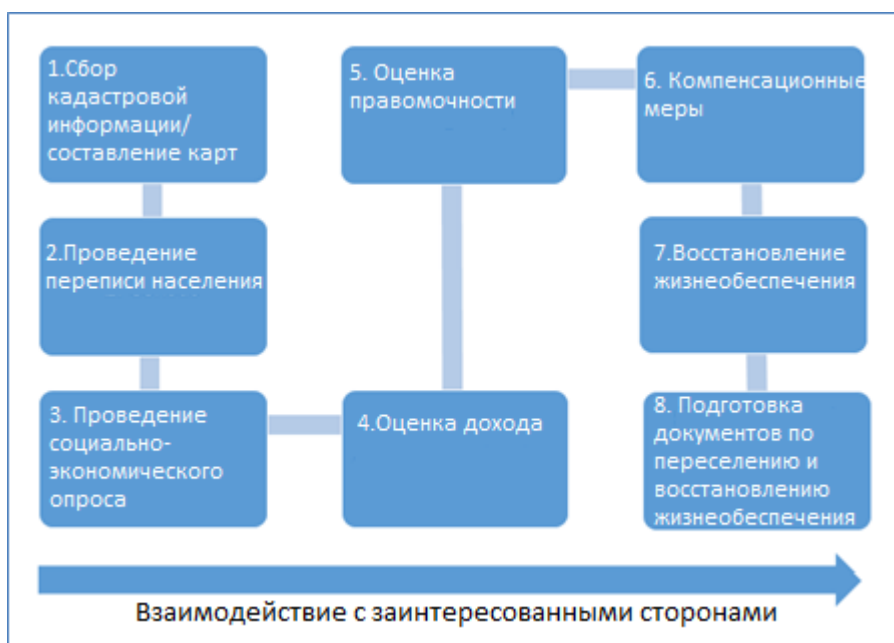 1.Сбор
кадастровой
информации/
составление карт
2.Проведение
переписи населения
3. Проведение
социально-
экономического
опроса
4.Оценка дохода
5. Оценка
правомочности
6. Компенсационные
меры
7.Восстановление
жизнеобеспечения
8. Подготовка
документов по
переселению и
восстановлению
жизнеобеспечения
Взаимодействие с заинтересованными сторонами